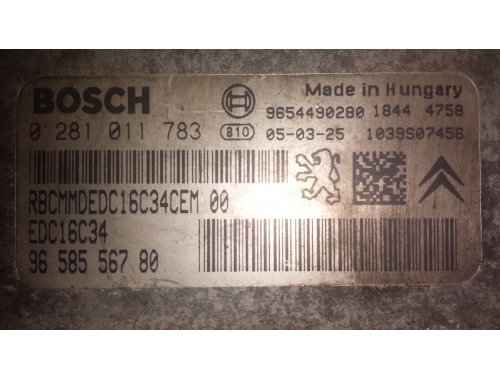 BOSCH
Made in Hungary
9654490280 1844 4758
0 281 011 783 810 05-03-25 1039S07456
RBCMMDEDC16C34CEM 00
EDC16C34
96 585 567 80